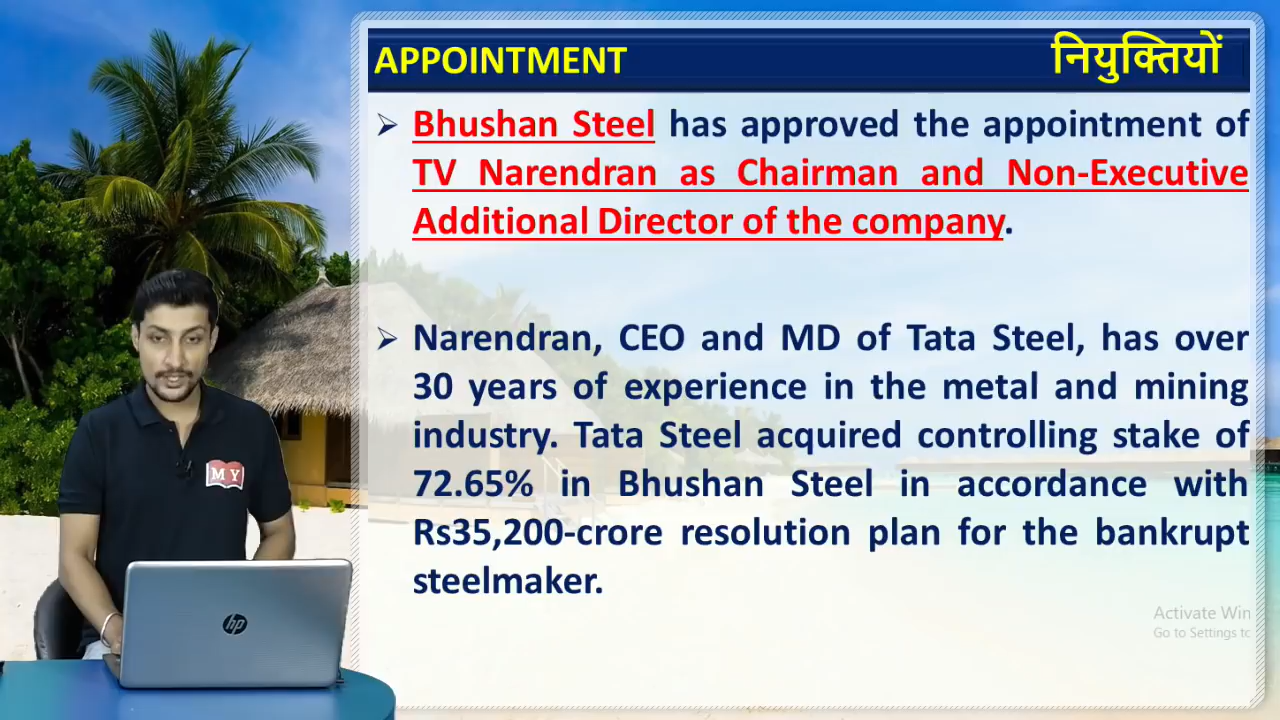 APPOINTMENT नियुक्तियों
➢ Bhushan Steel has approved the appointment of
TV Narendran as Chairman and Non-Executive
Additional Director of the company.
➢ Narendran, CEO and MD of Tata Steel, has over
30 years of experience in the metal and mining
industry. Tata Steel acquired controlling stake of
72.65% in Bhushan Steel in accordance with
Rs35,200-crore resolution plan for the bankrupt
steelmaker.
M Y
hp
Activate Win
Go to Settings tc